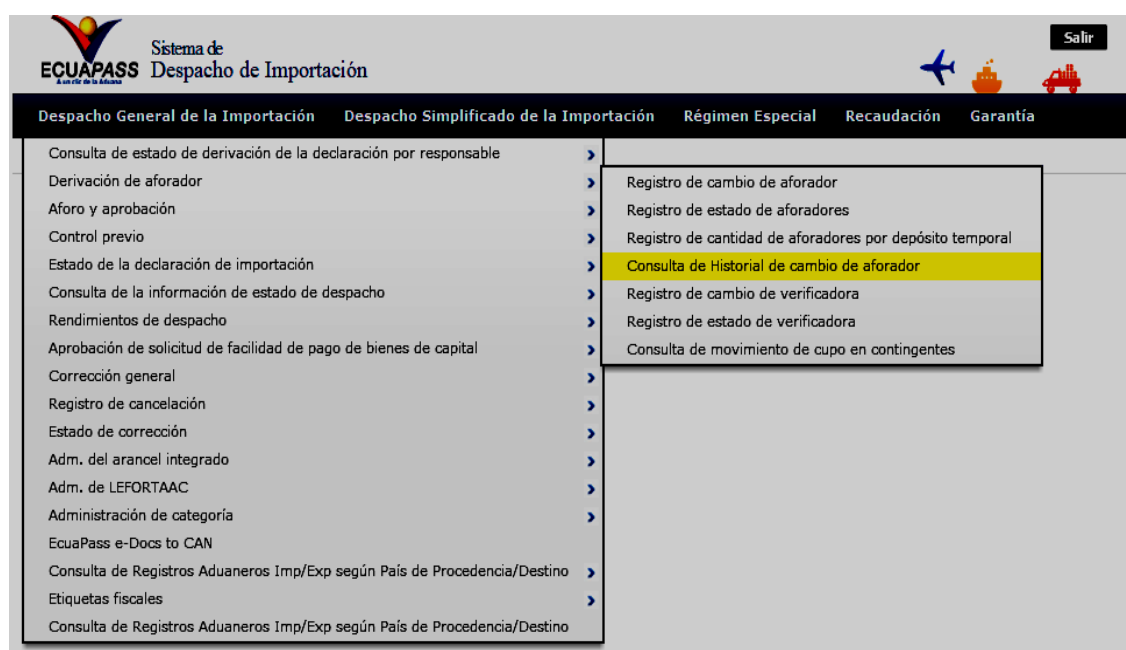 Salir
Sistema de
ECUAPASS Despacho de Importación
A un clic de la Aduana
Despacho General de la Importación Despacho Simplificado de la Importación Régimen Especial Recaudación Garantía
Consulta de estado de derivación de la declaración por responsable
Derivación de aforador
Aforo y aprobación
Control previo
Estado de la declaración de importación
Consulta de la información de estado de despacho
Rendimientos de despacho
Aprobación de solicitud de facilidad de pago de bienes de capital
Corrección general
Registro de cancelación
Estado de corrección
Adm. del arancel integrado
Adm. de LEFORTAAC
Administración de categoría
EcuaPass e-Docs to CAN
Consulta de Registros Aduaneros Imp/Exp según País de Procedencia/Destino
Etiquetas fiscales
Consulta de Registros Aduaneros Imp/Exp según País de Procedencia/Destino
Registro de cambio de aforador
Registro de estado de aforadores
Registro de cantidad de aforadores por depósito temporal
Consulta de Historial de cambio de aforador
Registro de cambio de verificadora
Registro de estado de verificadora
Consulta de movimiento de cupo en contingentes